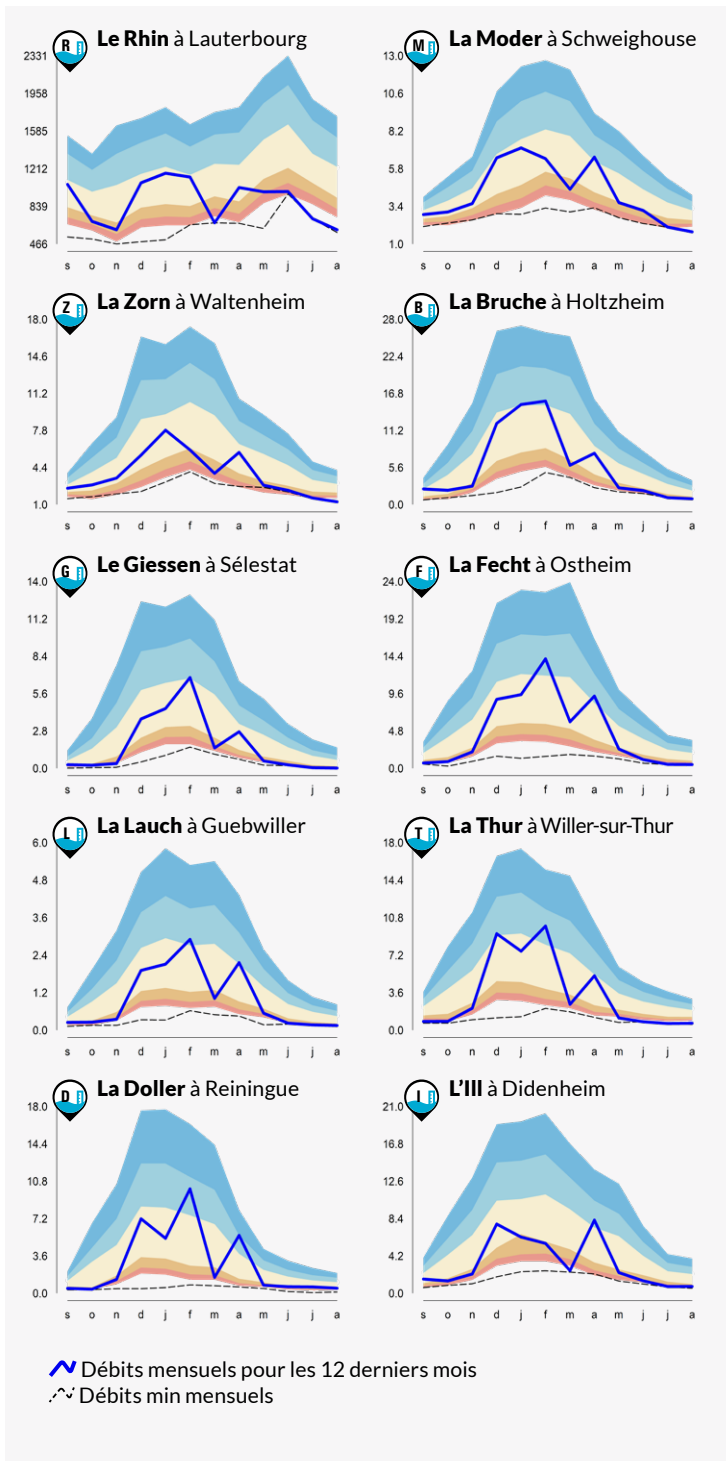 R Le Rhin à Lauterbourg
2331
1958
1585
1212
839
466
s o n d j f m a m j j a
M La Moder à Schweighouse
13.0
10.6
8.2
5.8
3.4
1.0
s o n d j f m a m j j a
Z La Zorn à Waltenheim
18.0
14.6
11.2
7.8
4.4
1.0
s o n d j f m a m j j a
B La Bruche à Holtzheim
28.0
22.4
16.8
11.2
5.6
0.0
s o n d j f m a m j j a
G Le Giessen à Sélestat
14.0
11.2
8.4
5.6
2.8
0.0
s o n d j f m a m j j a
F La Fecht à Ostheim
24.0
19.2
14.4
9.6
4.8
0.0
s o n d j f m a m j j a
L La Lauch à Guebwiller
6.0
4.8
3.6
2.4
1.2
0.0
s o n d j f m a m j j a
T La Thur à Willer-sur-Thur
18.0
14.4
10.8
7.2
3.6
0.0
s o n d j f m a m j j a
D La Doller à Reiningue
18.0
14.4
10.8
7.2
3.6
0.0
s o n d j f m a m j j a
I L'Ill à Didenheim
21.0
16.8
12.6
8.4
4.2
0.0
s o n d j f m a m j j a
Débits mensuels pour les 12 derniers mois
Débits min mensuels